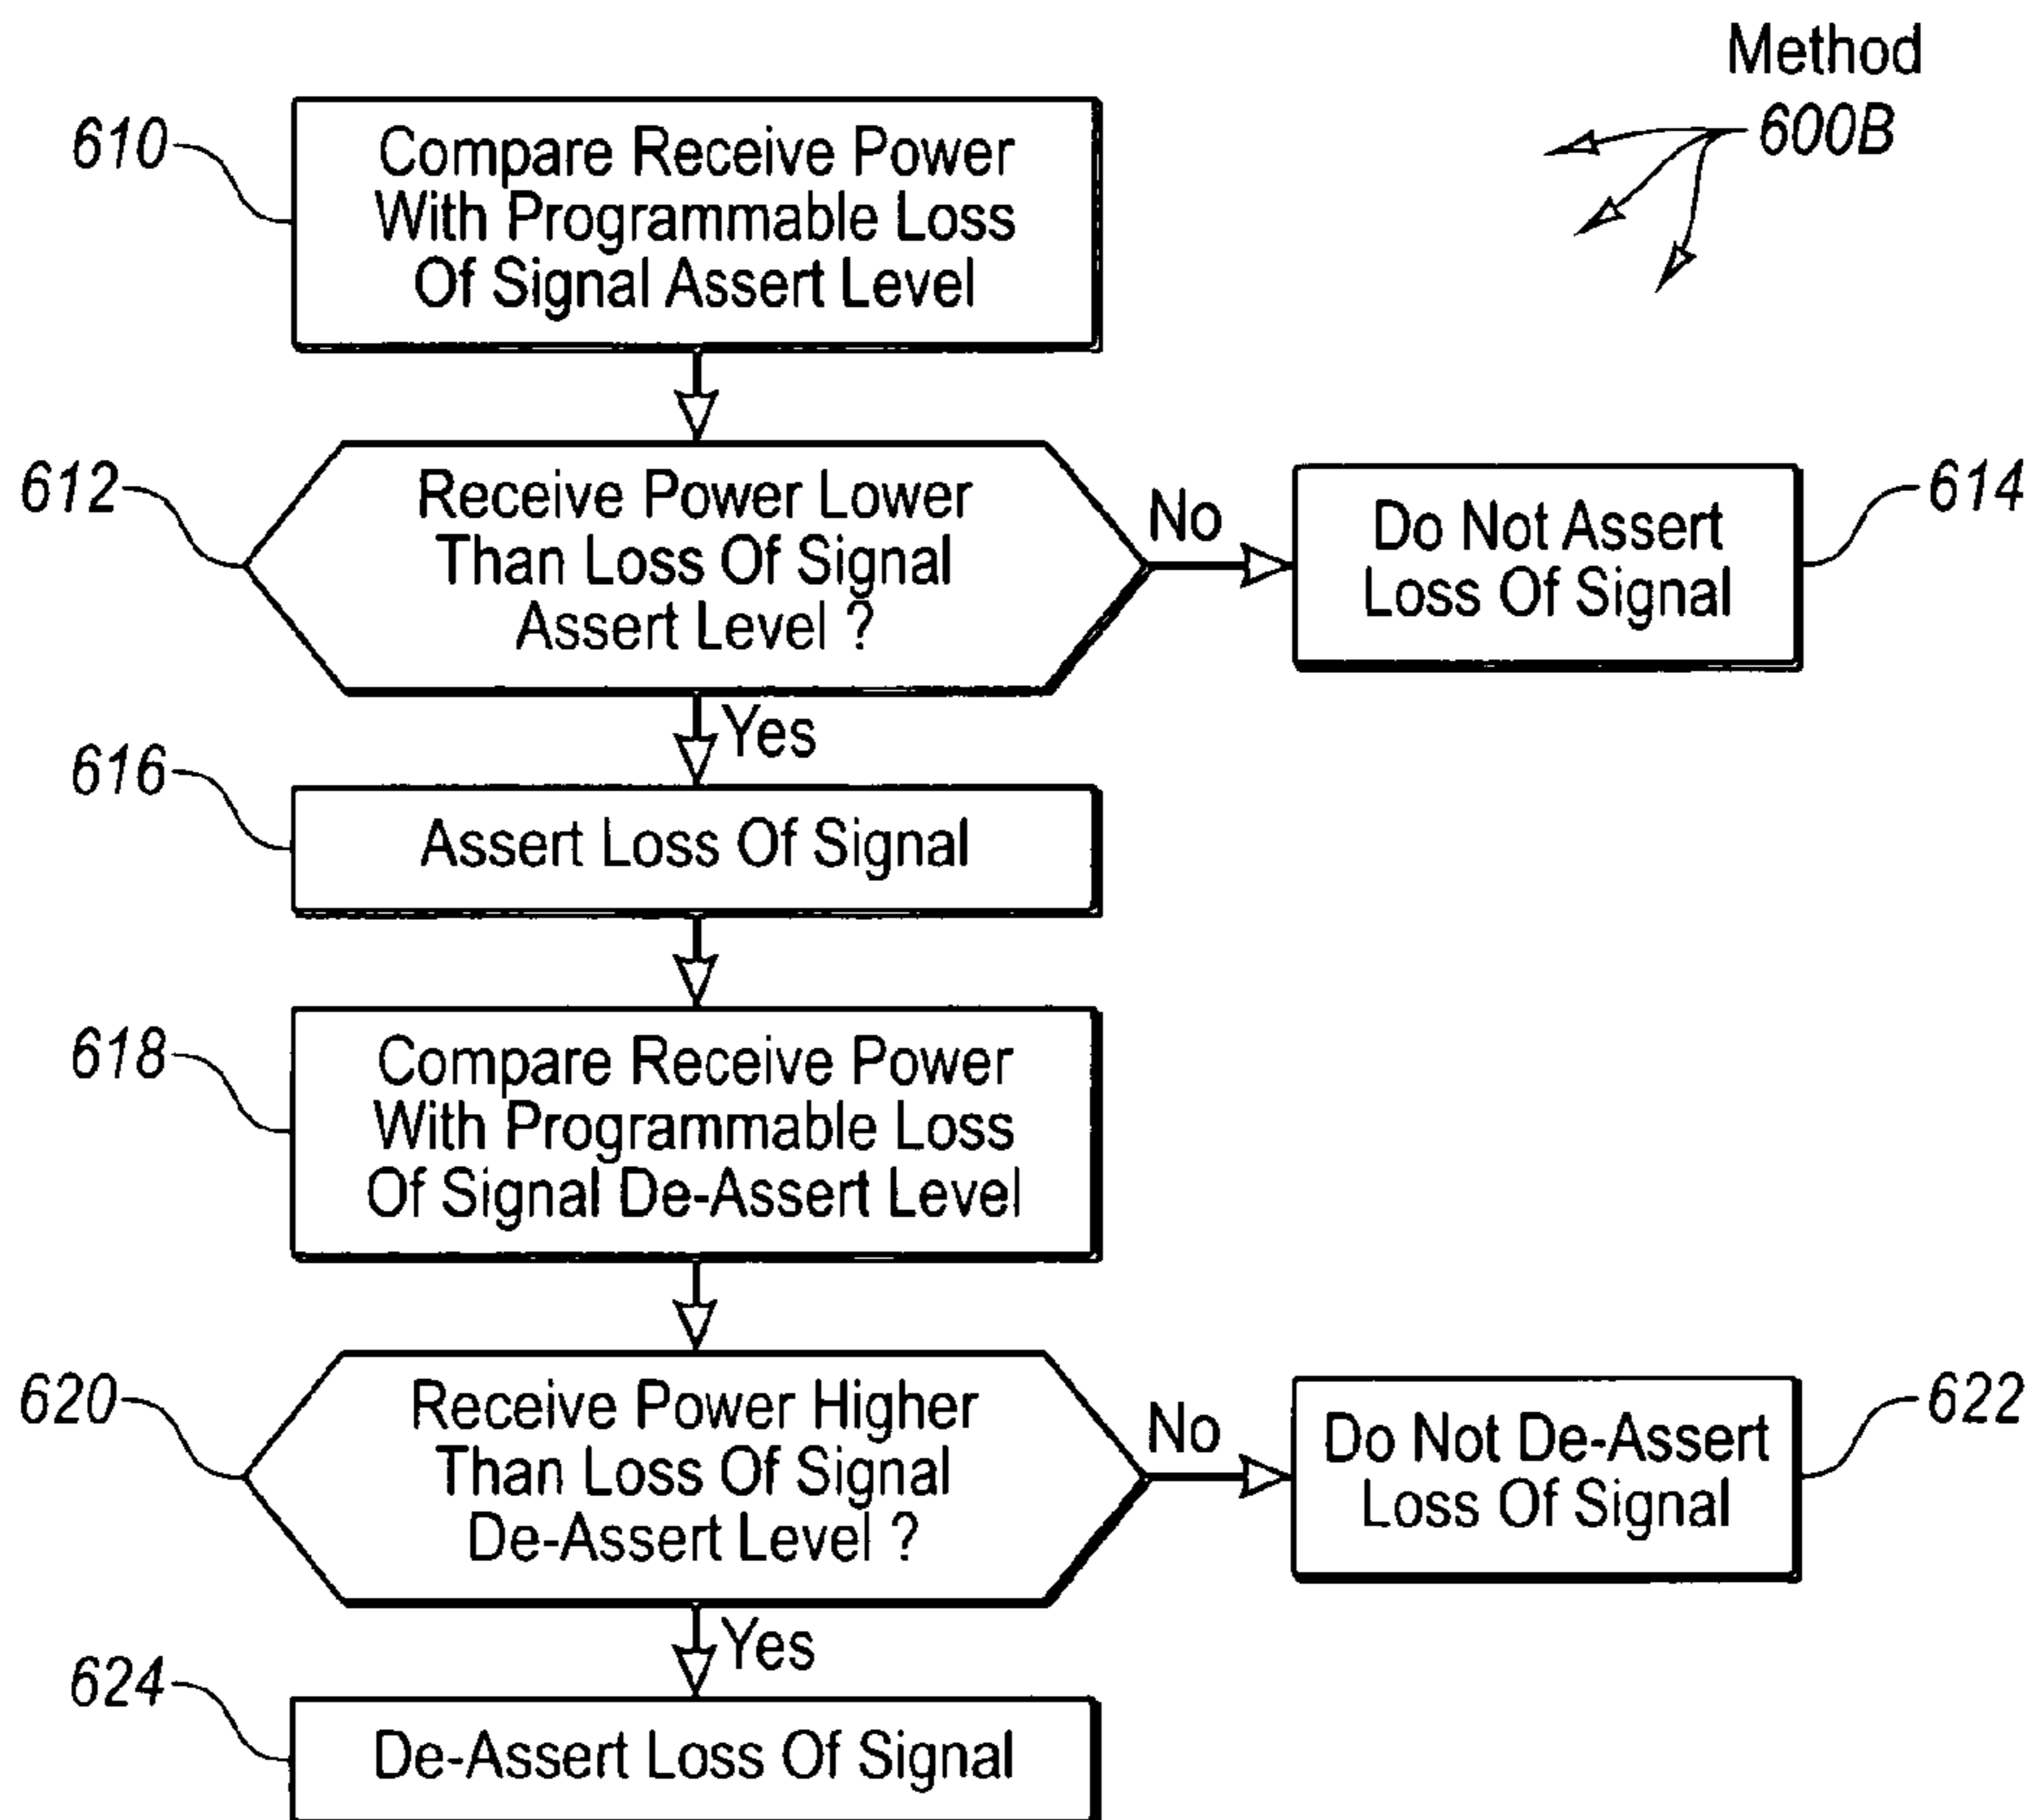 Method
600B
610
Compare Receive Power
With Programmable Loss
Of Signal Assert Level
612
Receive Power Lower
Than Loss Of Signal
Assert Level ?
No
Do Not Assert
Loss Of Signal
614
Yes
616
Assert Loss Of Signal
618
Compare Receive Power
With Programmable Loss
Of Signal De-Assert Level
620
Receive Power Higher
Than Loss Of Signal
De-Assert Level ?
No
Do Not De-Assert
Loss Of Signal
622
Yes
624
De-Assert Loss Of Signal